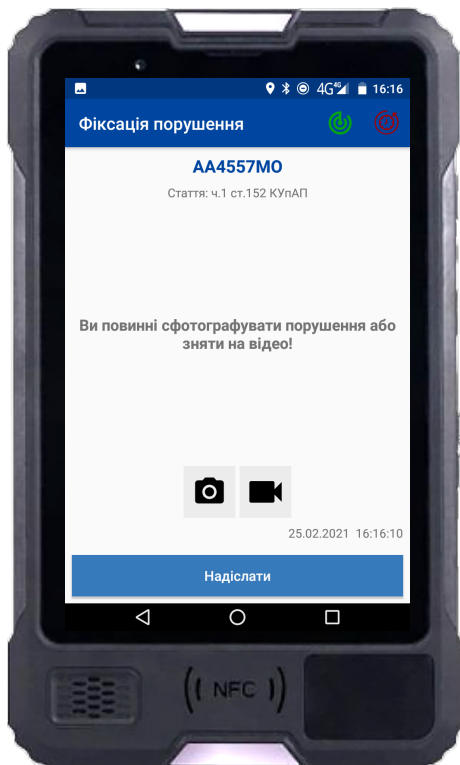 4G 4G 16:16
Фіксація порушення
AA4557MO
Стаття: ч.1 ст.152 КУпАП
Ви повинні сфотографувати порушення або
зняти на відео!
25.02.2021 16:16:10
Надіслати
NFC